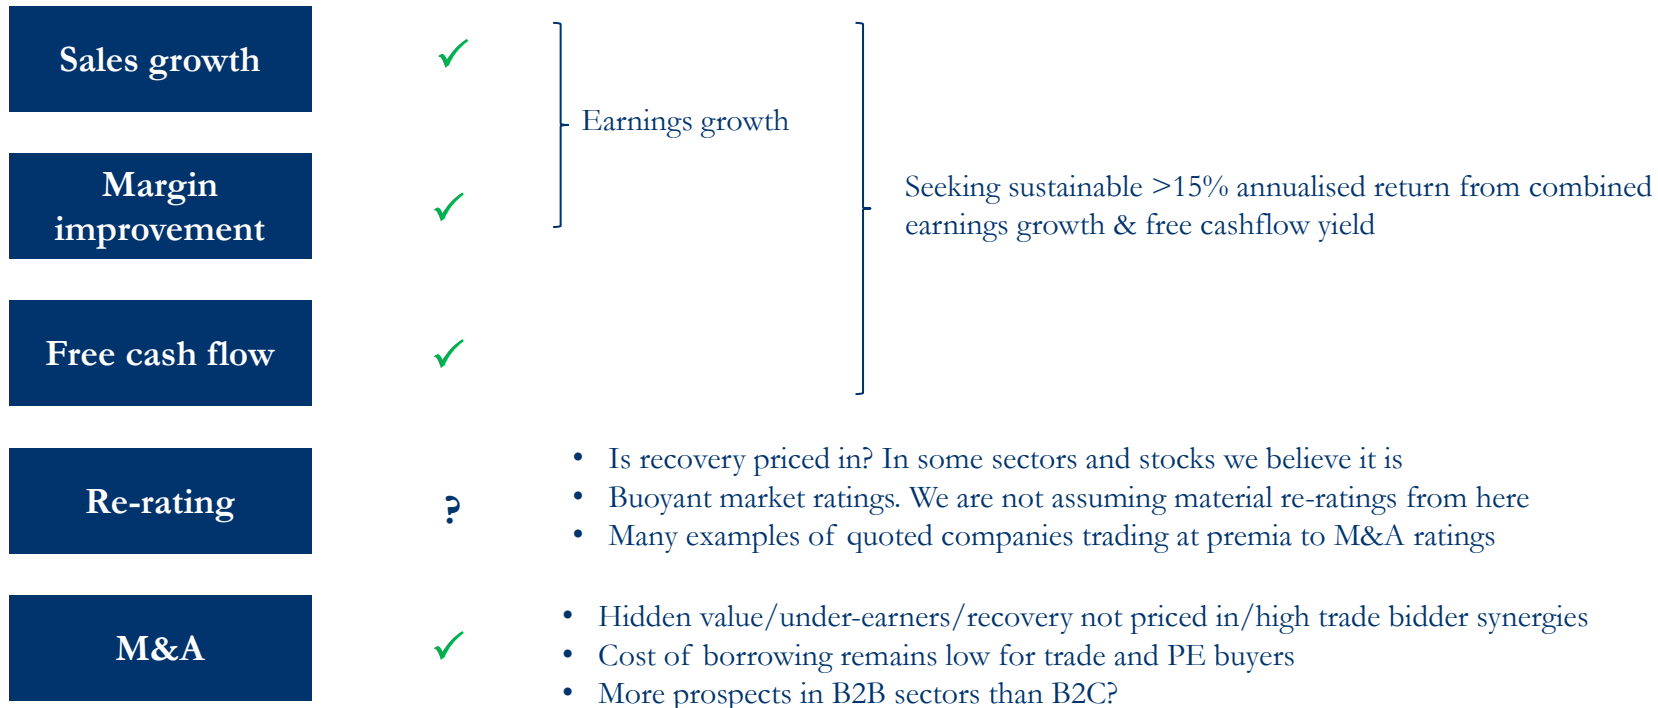 Sales growth
✓
Earnings growth
Margin
improvement
✓
Seeking sustainable >15% annualised return from combined
earnings growth & free cashflow yield
Free cash flow
✓
Re-rating
?
• Is recovery priced in? In some sectors and stocks we believe it is
• Buoyant market ratings. We are not assuming material re-ratings from here
• Many examples of quoted companies trading at premia to M&A ratings
M&A
✓
• Hidden value/under-earners/recovery not priced in/high trade bidder synergies
• Cost of borrowing remains low for trade and PE buyers
• More prospects in B2B sectors than B2C?